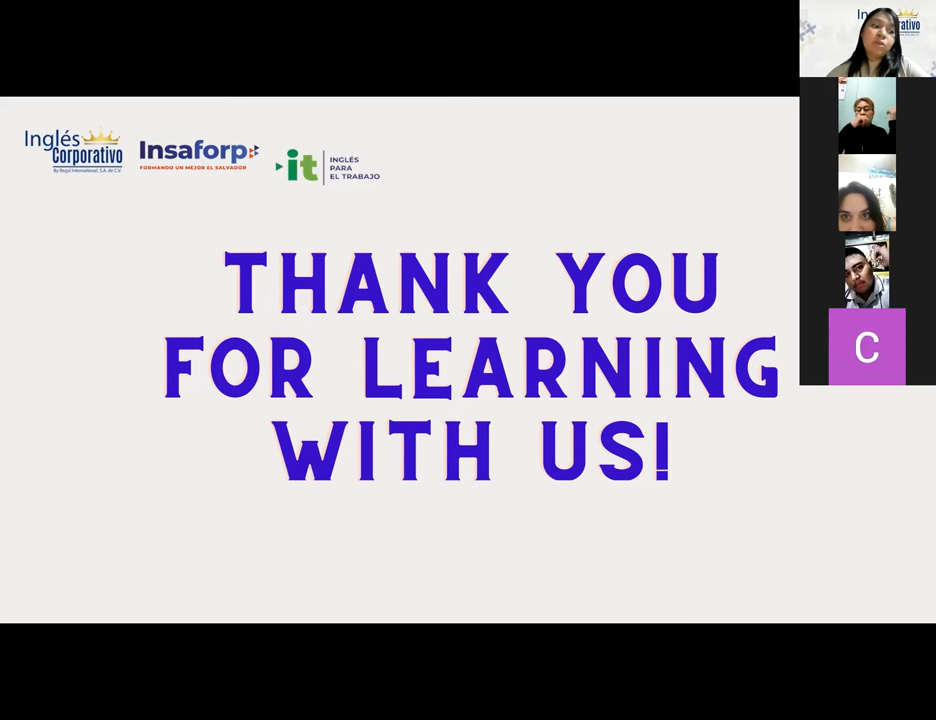 Inglés
Corporativo
By Regal International, S.A. de C.V.
Insaforp
FORMANDO UN MEJOR EL SALVADOR
it
INGLÉS
PARA
EL TRABAJO
THANK YOU
FOR LEARNING
WITH US!
C